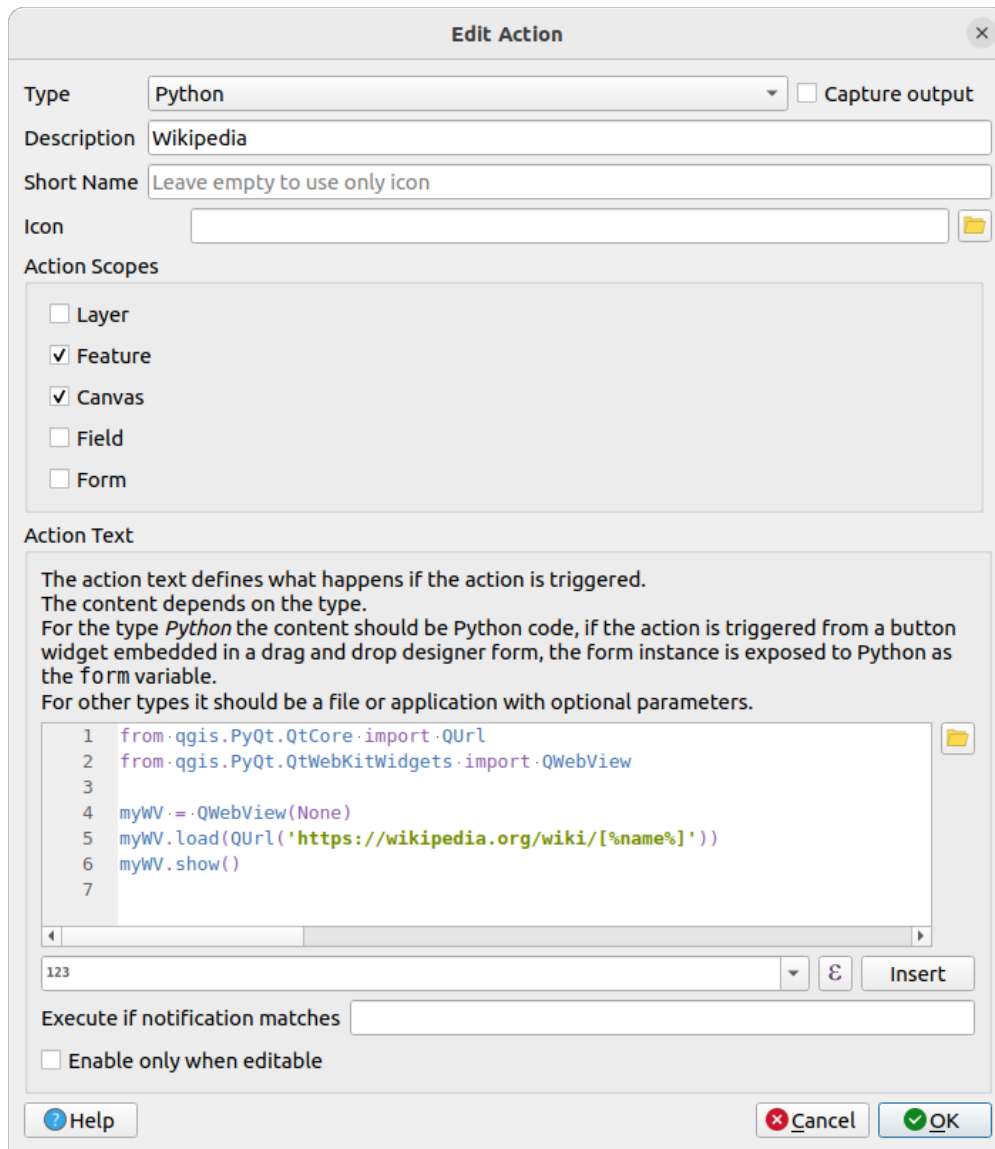 Edit Action
Type Python Capture output
Description Wikipedia
Short Name Leave empty to use only icon
Icon
Action Scopes
Layer
Feature
Canvas
Field
Form
Action Text
The action text defines what happens if the action is triggered.
The content depends on the type.
For the type Python the content should be Python code, if the action is triggered from a button
widget embedded in a drag and drop designer form, the form instance is exposed to Python as
the form variable.
For other types it should be a file or application with optional parameters.
1 from·qgis.PyQt.QtCore·import·QUrl
2 from·qgis.PyQt.QtWebKitWidgets·import·QWebView
3
4 myWV·=·QWebView(None)
5 myWV.load(QUrl('https://wikipedia.org/wiki/[%name%]'))
6 myWV.show()
7
123 ε Insert
Execute if notification matches
Enable only when editable
? Help Cancel OK